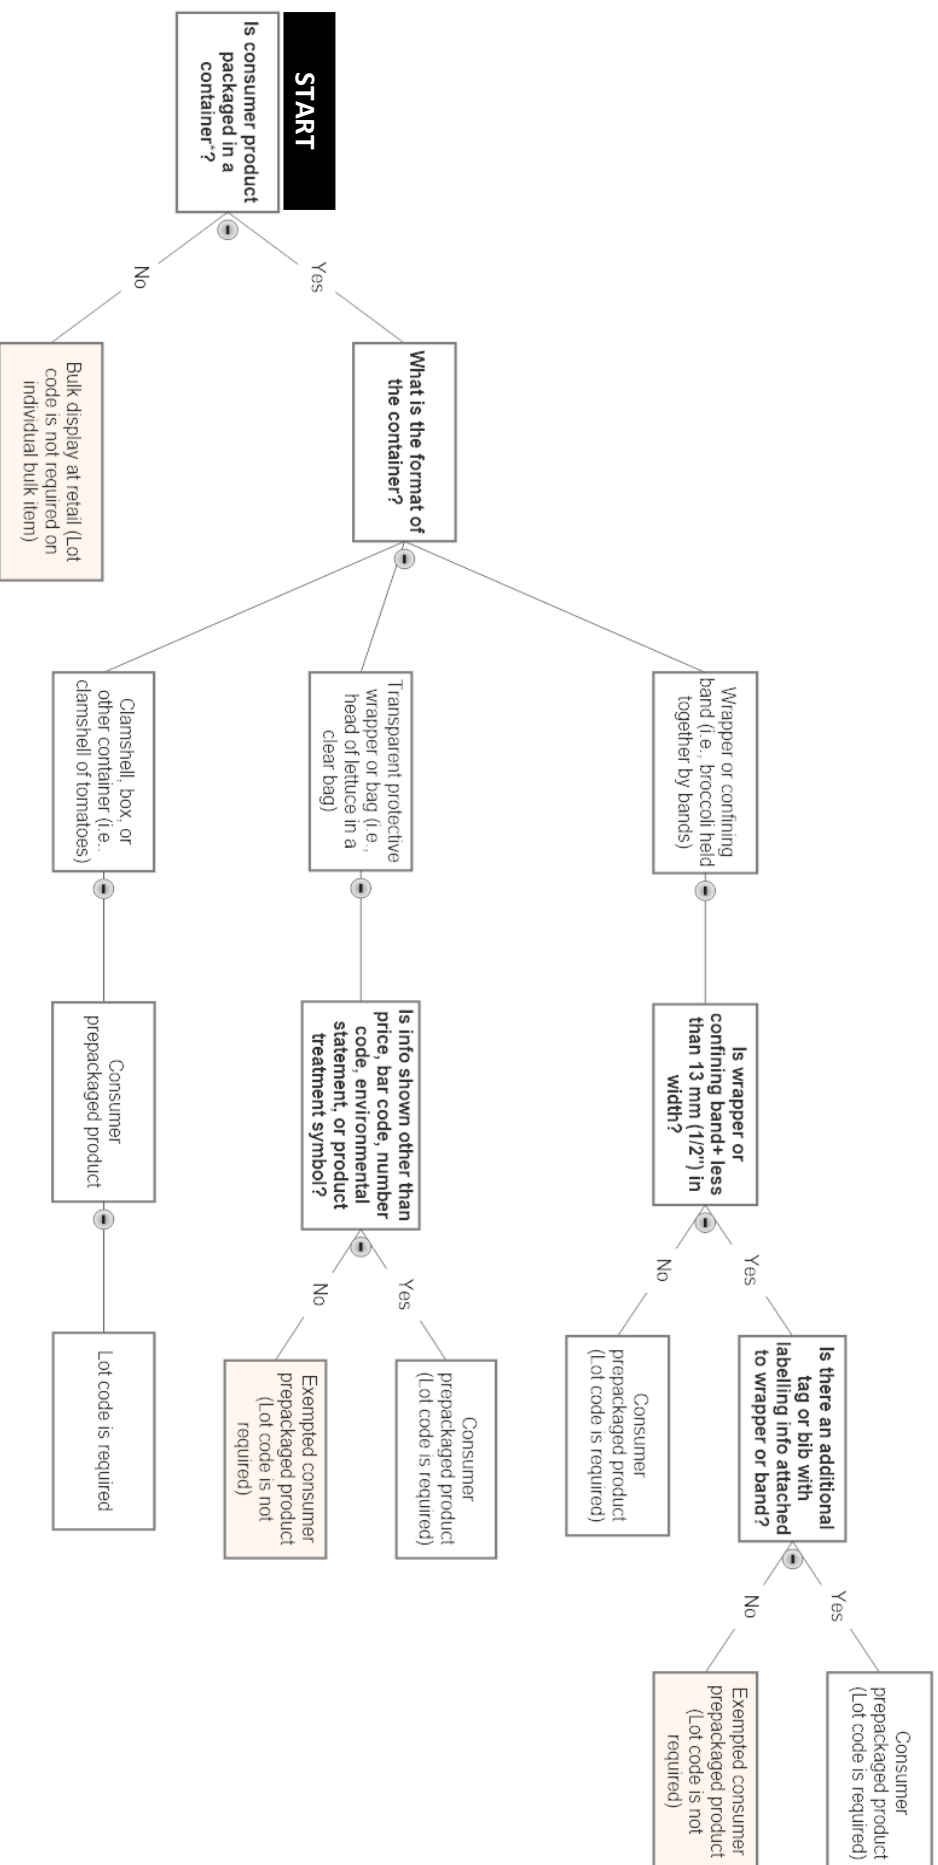 START
Is consumer product
packaged in a
container*?
Yes
No
What is the format of
the container?
Bulk display at retail (Lot
code is not required on
individual bulk item)
Wrapper or confining
band (i.e., broccoli held
together by bands)
Is wrapper or
confining band+ less
than 13 mm (1/2") in
width?
Yes
No
Is there an additional
tag or bib with
labelling info attached
to wrapper or band?
Yes
No
Consumer
prepackaged product
(Lot code is required)
Exempted consumer
prepackaged product
(Lot code is not
required)
Consumer
prepackaged product
(Lot code is required)
Transparent protective
wrapper or bag (i.e.,
head of lettuce in a
clear bag)
Is info shown other than
price, bar code, number
code, environmental
statement, or product
treatment symbol?
Yes
No
Consumer
prepackaged product
(Lot code is required)
Exempted consumer
prepackaged product
(Lot code is not
required)
Clamshell, box, or
other container (i.e..
clamshell of tomatoes)
Consumer
prepackaged product
Lot code is required